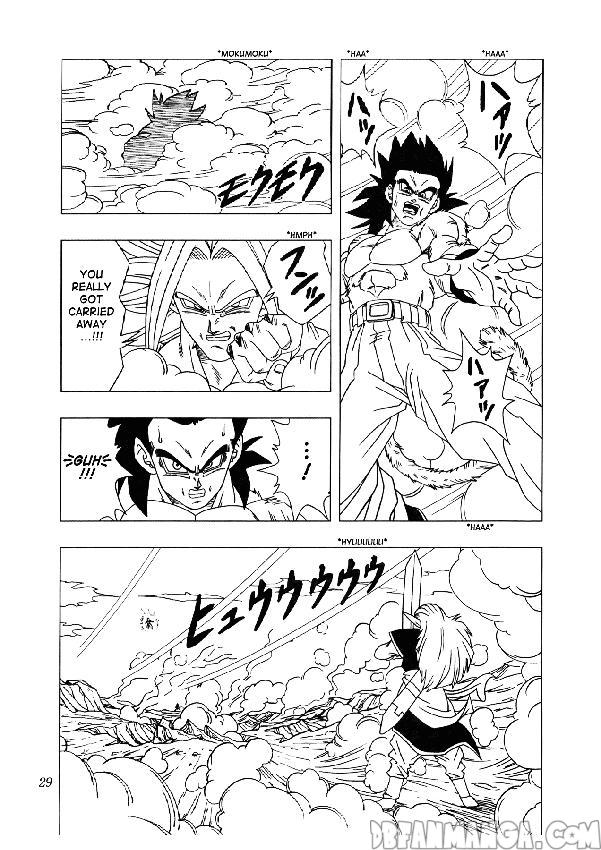 *HAAA*
ハァッ
*HAA*
ハァッ
ハァッ
*HAAA*
*MOKUMOKU*
モクモク
*HMPH*
フンッ
YOU
REALLY
GOT
CARRIED
AWAY
...!!!
...!
GUH
!!!
*HYUUUUUU*
ヒュウウウウウ
29
DBFANMANGA.COM